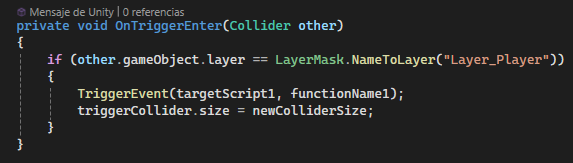 Mensaje de Unity | 0 referencias
private void OnTriggerEnter(Collider other)
{
    if (other.gameObject.layer == LayerMask.NameToLayer("Layer_Player"))
    {
        TriggerEvent(targetScript1, functionName1);
        triggerCollider.size = newColliderSize;
    }
}